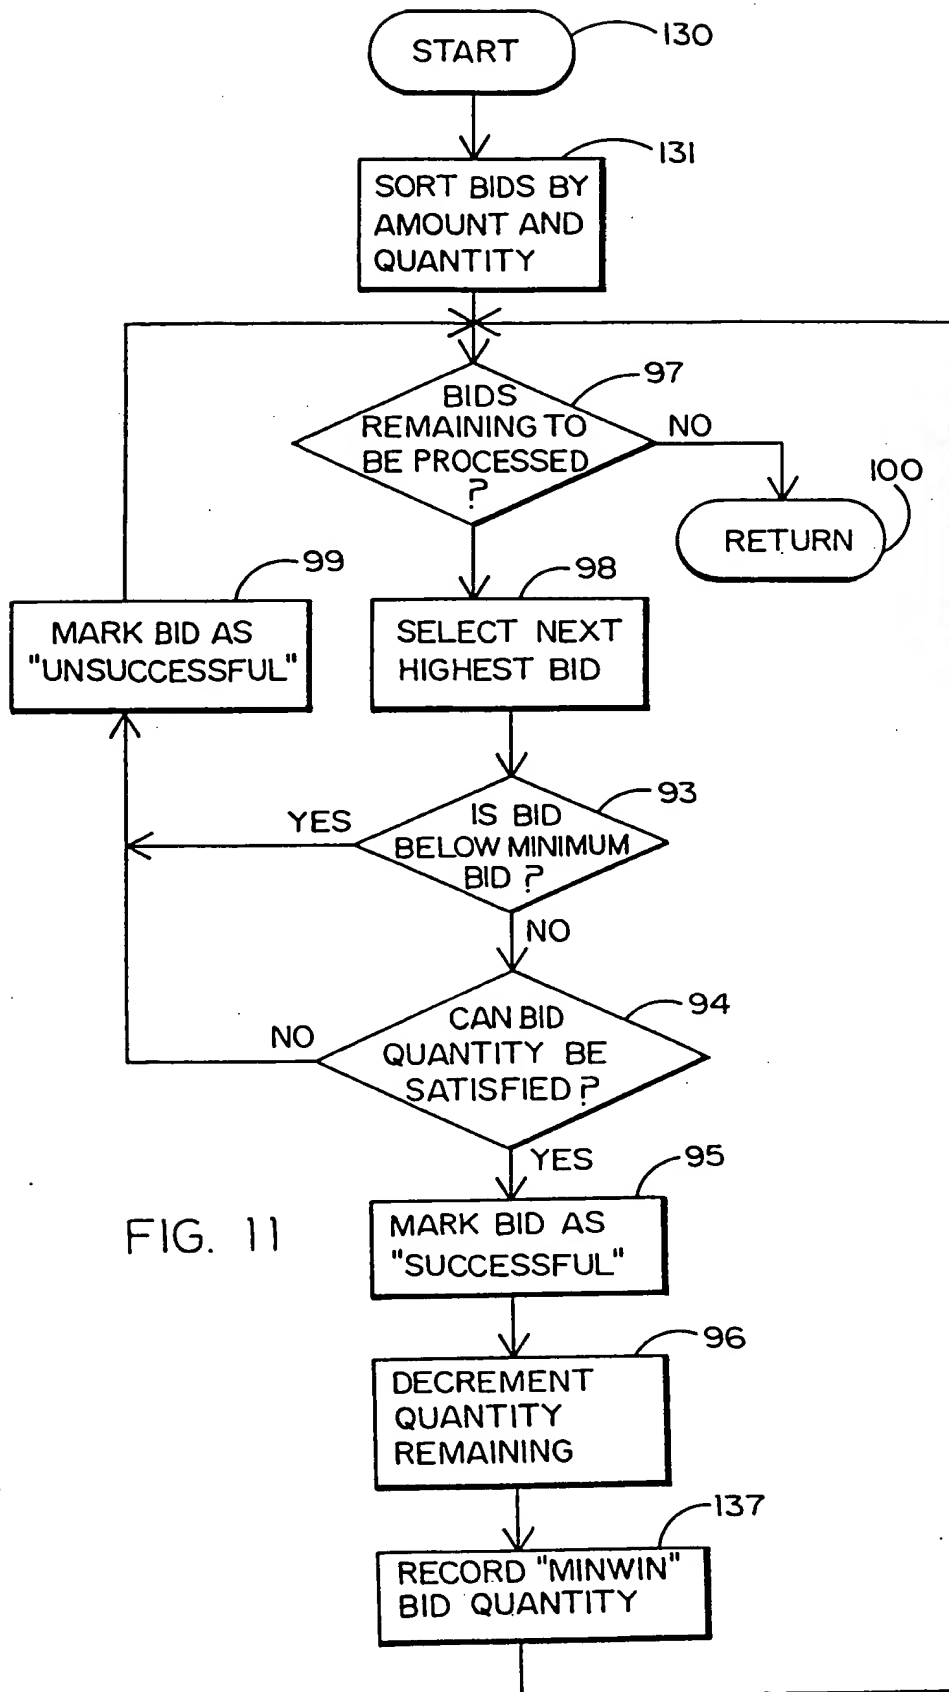 START
130
131
SORT BIDS BY
AMOUNT AND
QUANTITY
97
BIDS
REMAINING TO
BE PROCESSED
?
NO
100
RETURN
99
MARK BID AS
"UNSUCCESSFUL"
98
SELECT NEXT
HIGHEST BID
93
YES
IS BID
BELOW MINIMUM
BID ?
NO
94
NO
CAN BID
QUANTITY BE
SATISFIED ?
YES
95
MARK BID AS
"SUCCESSFUL"
FIG. 11
96
DECREMENT
QUANTITY
REMAINING
137
RECORD "MINWIN"
BID QUANTITY